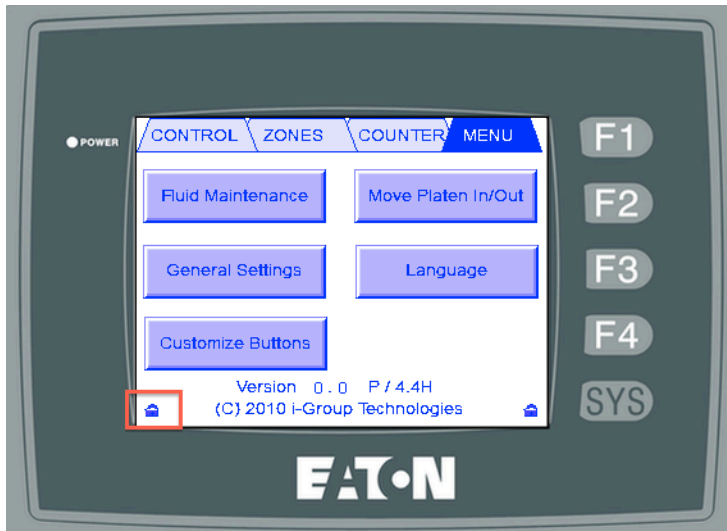 POWER
CONTROL ZONES COUNTER MENU
Fluid Maintenance Move Platen In/Out
General Settings Language
Customize Buttons
Version 0.0 P / 4.4H
(C) 2010 i-Group Technologies
F1
F2
F3
F4
SYS
EATON